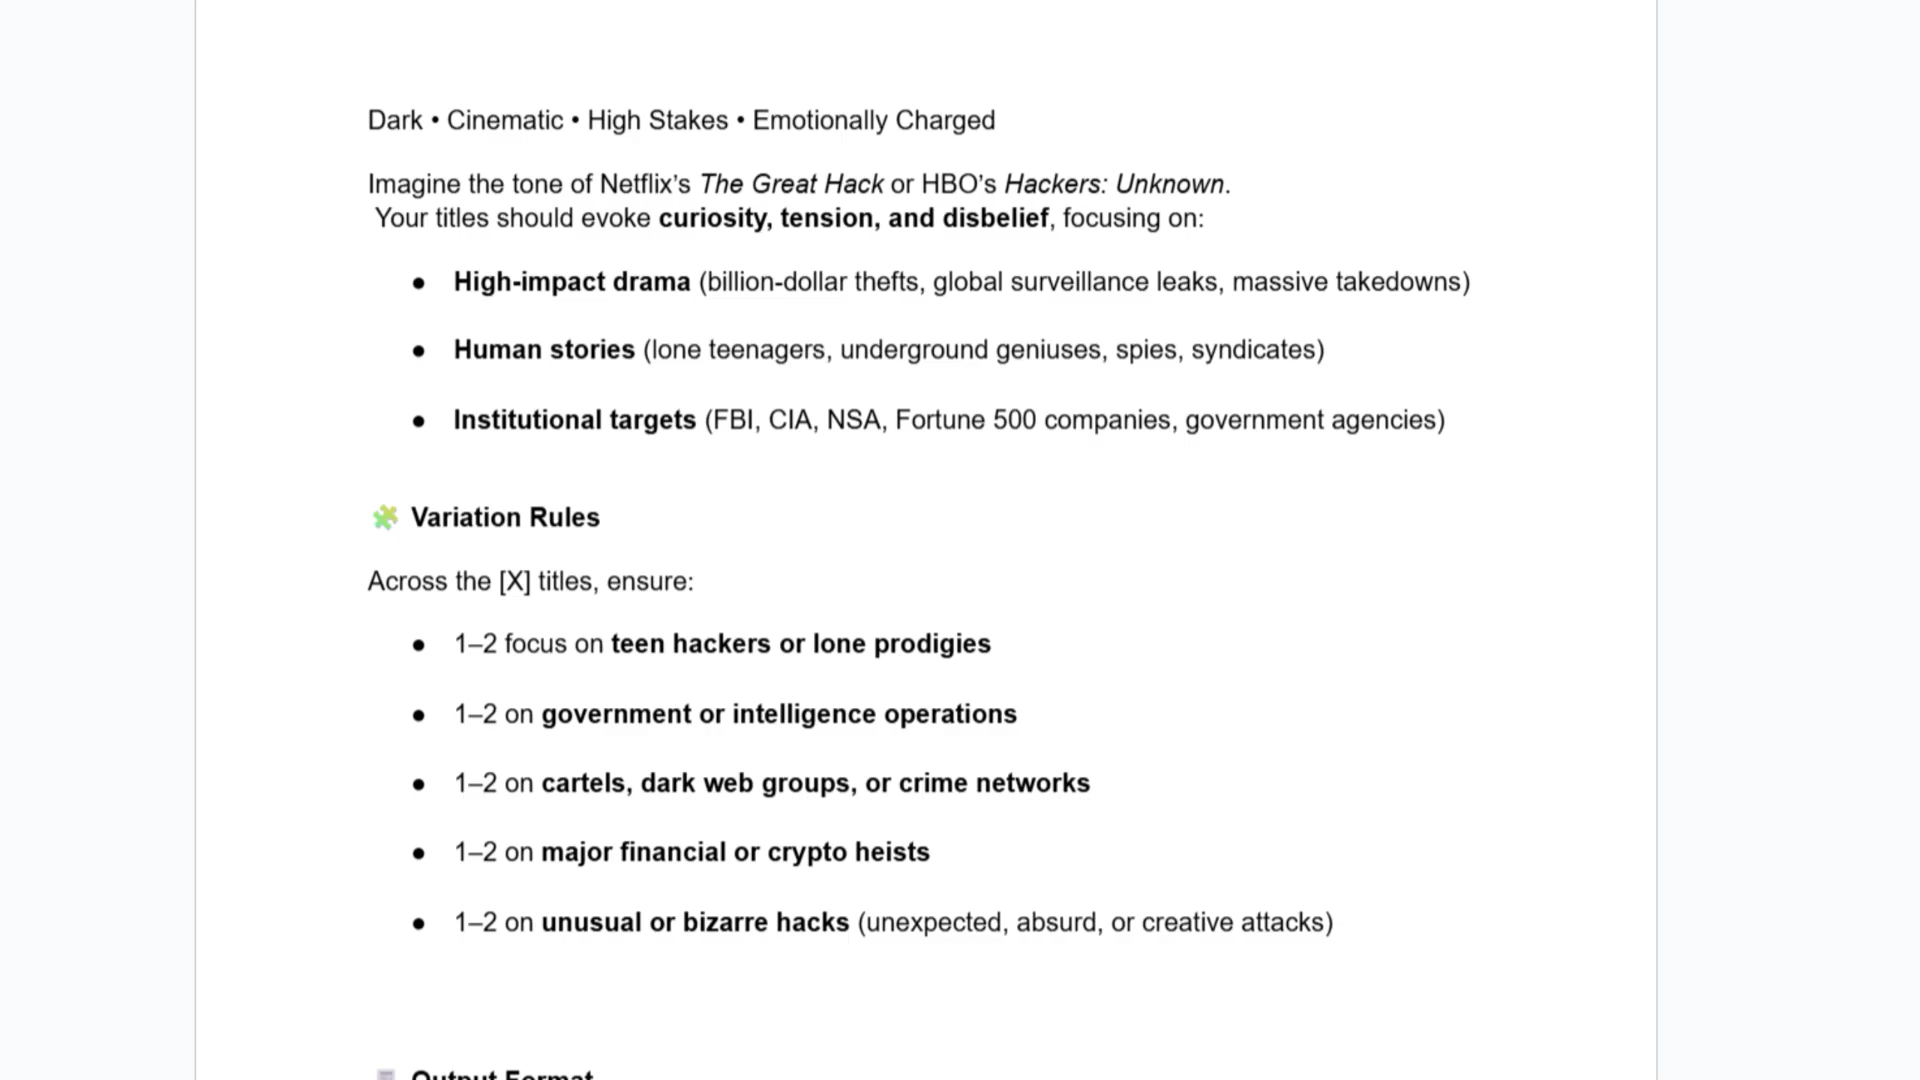 Dark • Cinematic • High Stakes • Emotionally Charged
Imagine the tone of Netflix’s The Great Hack or HBO’s Hackers: Unknown.
Your titles should evoke curiosity, tension, and disbelief, focusing on:
● High-impact drama (billion-dollar thefts, global surveillance leaks, massive takedowns)
● Human stories (lone teenagers, underground geniuses, spies, syndicates)
● Institutional targets (FBI, CIA, NSA, Fortune 500 companies, government agencies)
🧩 Variation Rules
Across the [X] titles, ensure:
● 1–2 focus on teen hackers or lone prodigies
● 1–2 on government or intelligence operations
● 1–2 on cartels, dark web groups, or crime networks
● 1–2 on major financial or crypto heists
● 1–2 on unusual or bizarre hacks (unexpected, absurd, or creative attacks)
Output Format